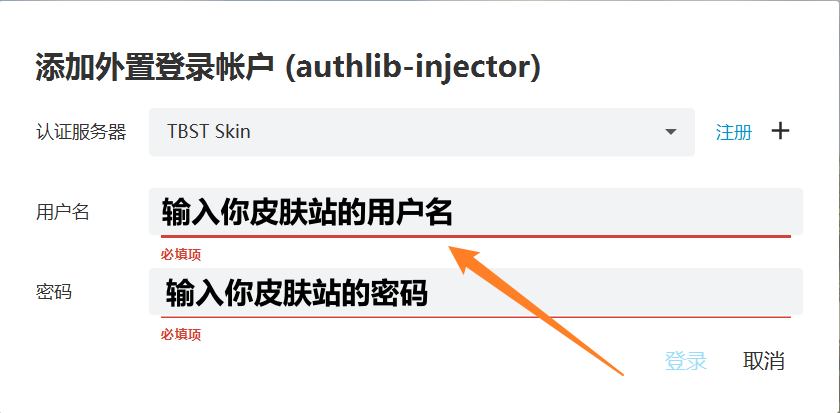 添加外置登录帐户 (authlib-injector)
认证服务器 TBST Skin 注册
用户名 输入你皮肤站的用户名
必填项
密码 输入你皮肤站的密码
必填项
登录 取消